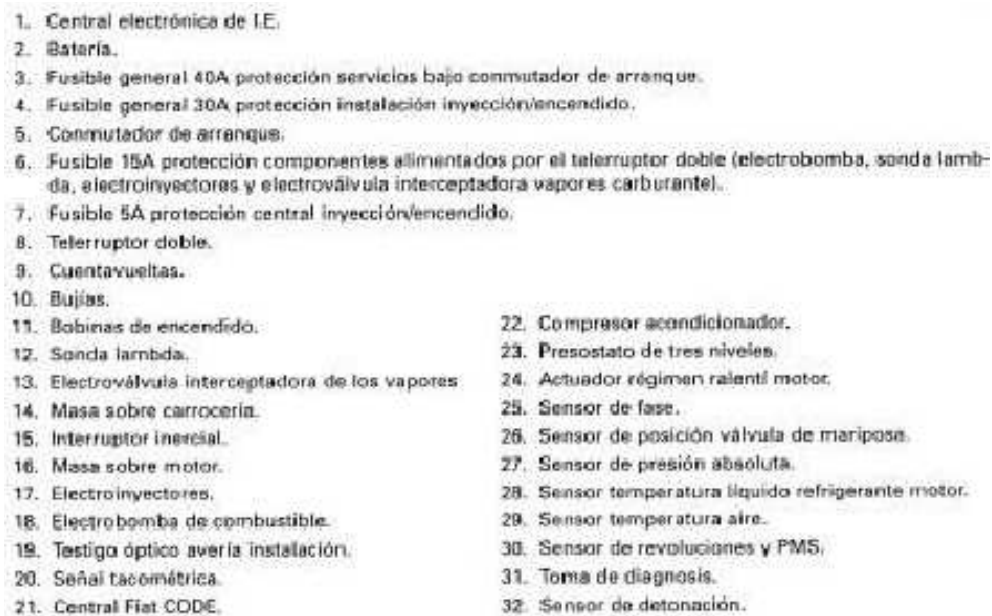 1. Central electrónica de I.E.
2. Batería.
3. Fusible general 40A protección servicios bajo conmutador de arranque.
4. Fusible general 30A protección instalación inyección/encendido.
5. Conmutador de arranque.
6. Fusible 15A protección componentes alimentados por el telerruptor doble (electrobomba, sonda lamb-
da, electroinyectores y electroválvula interceptadora vapores carburante).
7. Fusible 5A protección central inyección/encendido.
8. Telerruptor doble.
9. Cuentavueltas.
10. Bujías.
11. Bobinas de encendido.
12. Sonda lambda.
13. Electroválvula interceptadora de los vapores
14. Masa sobre carrocería.
15. Interruptor inercial.
16. Masa sobre motor.
17. Electroinyectores.
18. Electrobomba de combustible.
19. Testigo óptico avería instalación.
20. Señal tacométrica.
21. Central Fiat CODE.
22. Compresor acondicionador.
23. Presostato de tres niveles.
24. Actuador régimen ralentí motor.
25. Sensor de fase.
26. Sensor de posición válvula de mariposa.
27. Sensor de presión absoluta.
28. Sensor temperatura líquido refrigerante motor.
29. Sensor temperatura aire.
30. Sensor de revoluciones y PMS.
31. Toma de diagnosis.
32. Sensor de detonación.